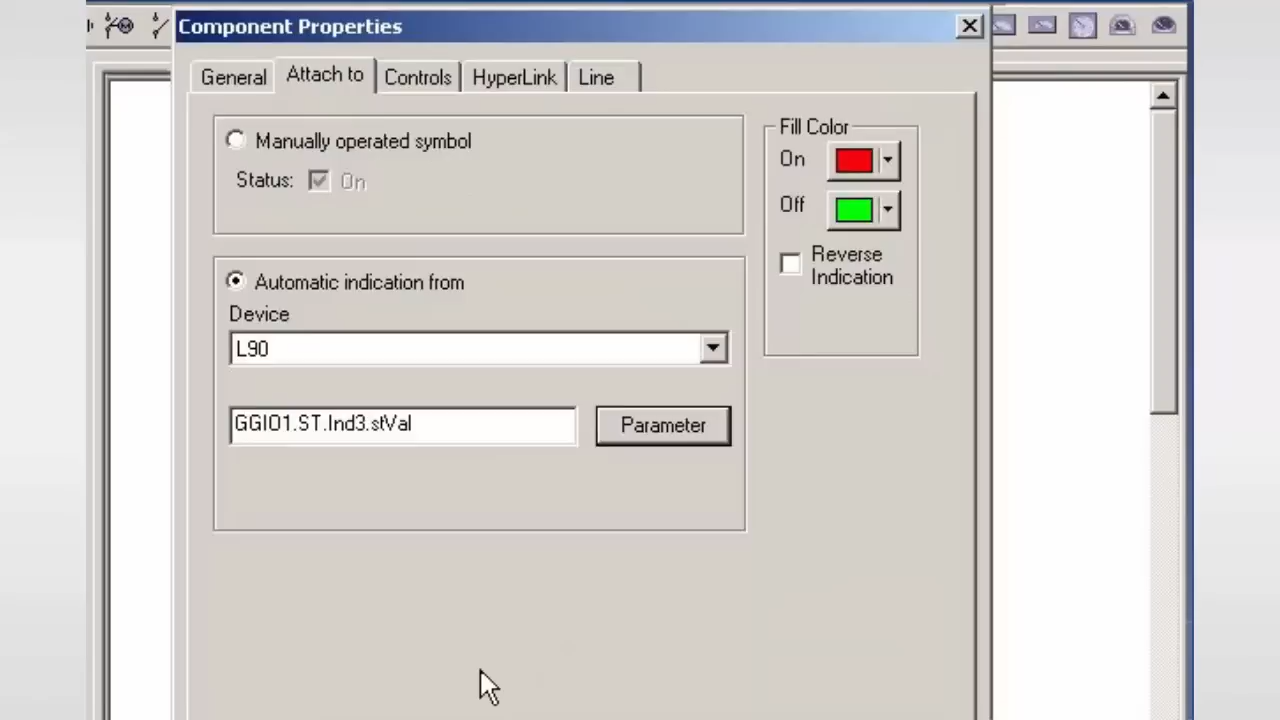 Component Properties
General
Attach to
Controls
HyperLink
Line
Manually operated symbol
Status:
On
Automatic indication from
Device
L90
GGIO1.ST.Ind3.stVal
Parameter
Fill Color
On
Off
Reverse
Indication